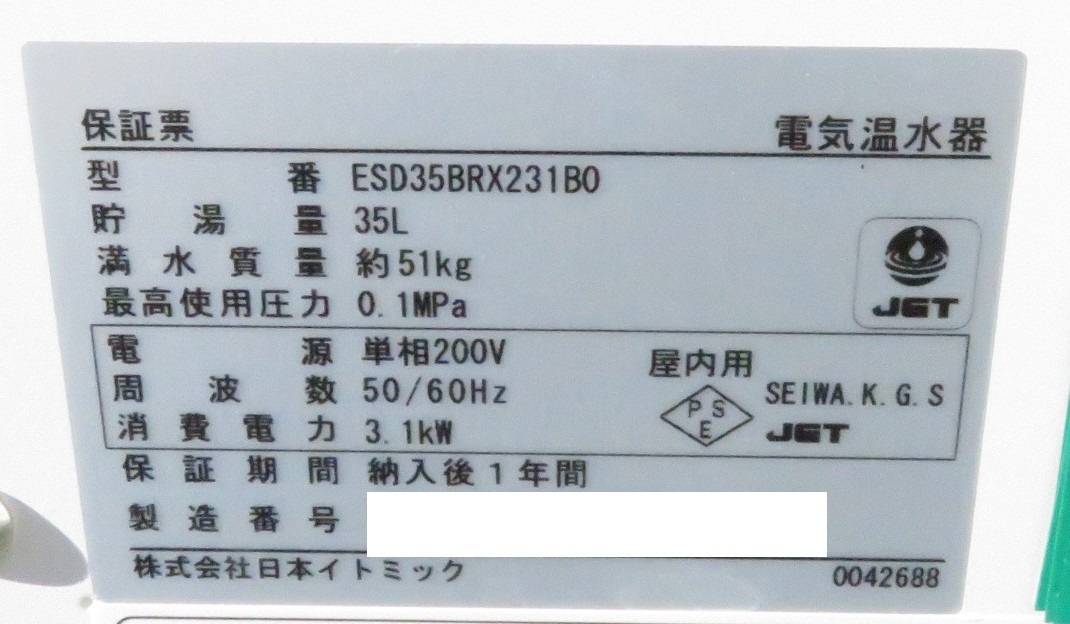 保証票 電気温水器
型番 ESD35BRX231B0
貯湯量 35L
満水質量 約51kg
最高使用圧力 0.1MPa
JET
電源 単相200V
屋内用
周波数 50/60Hz
PSE SEIWA.K.G.S
消費電力 3.1kW
JET
保証期間 納入後1年間
製造番号
株式会社日本イトミック 0042688